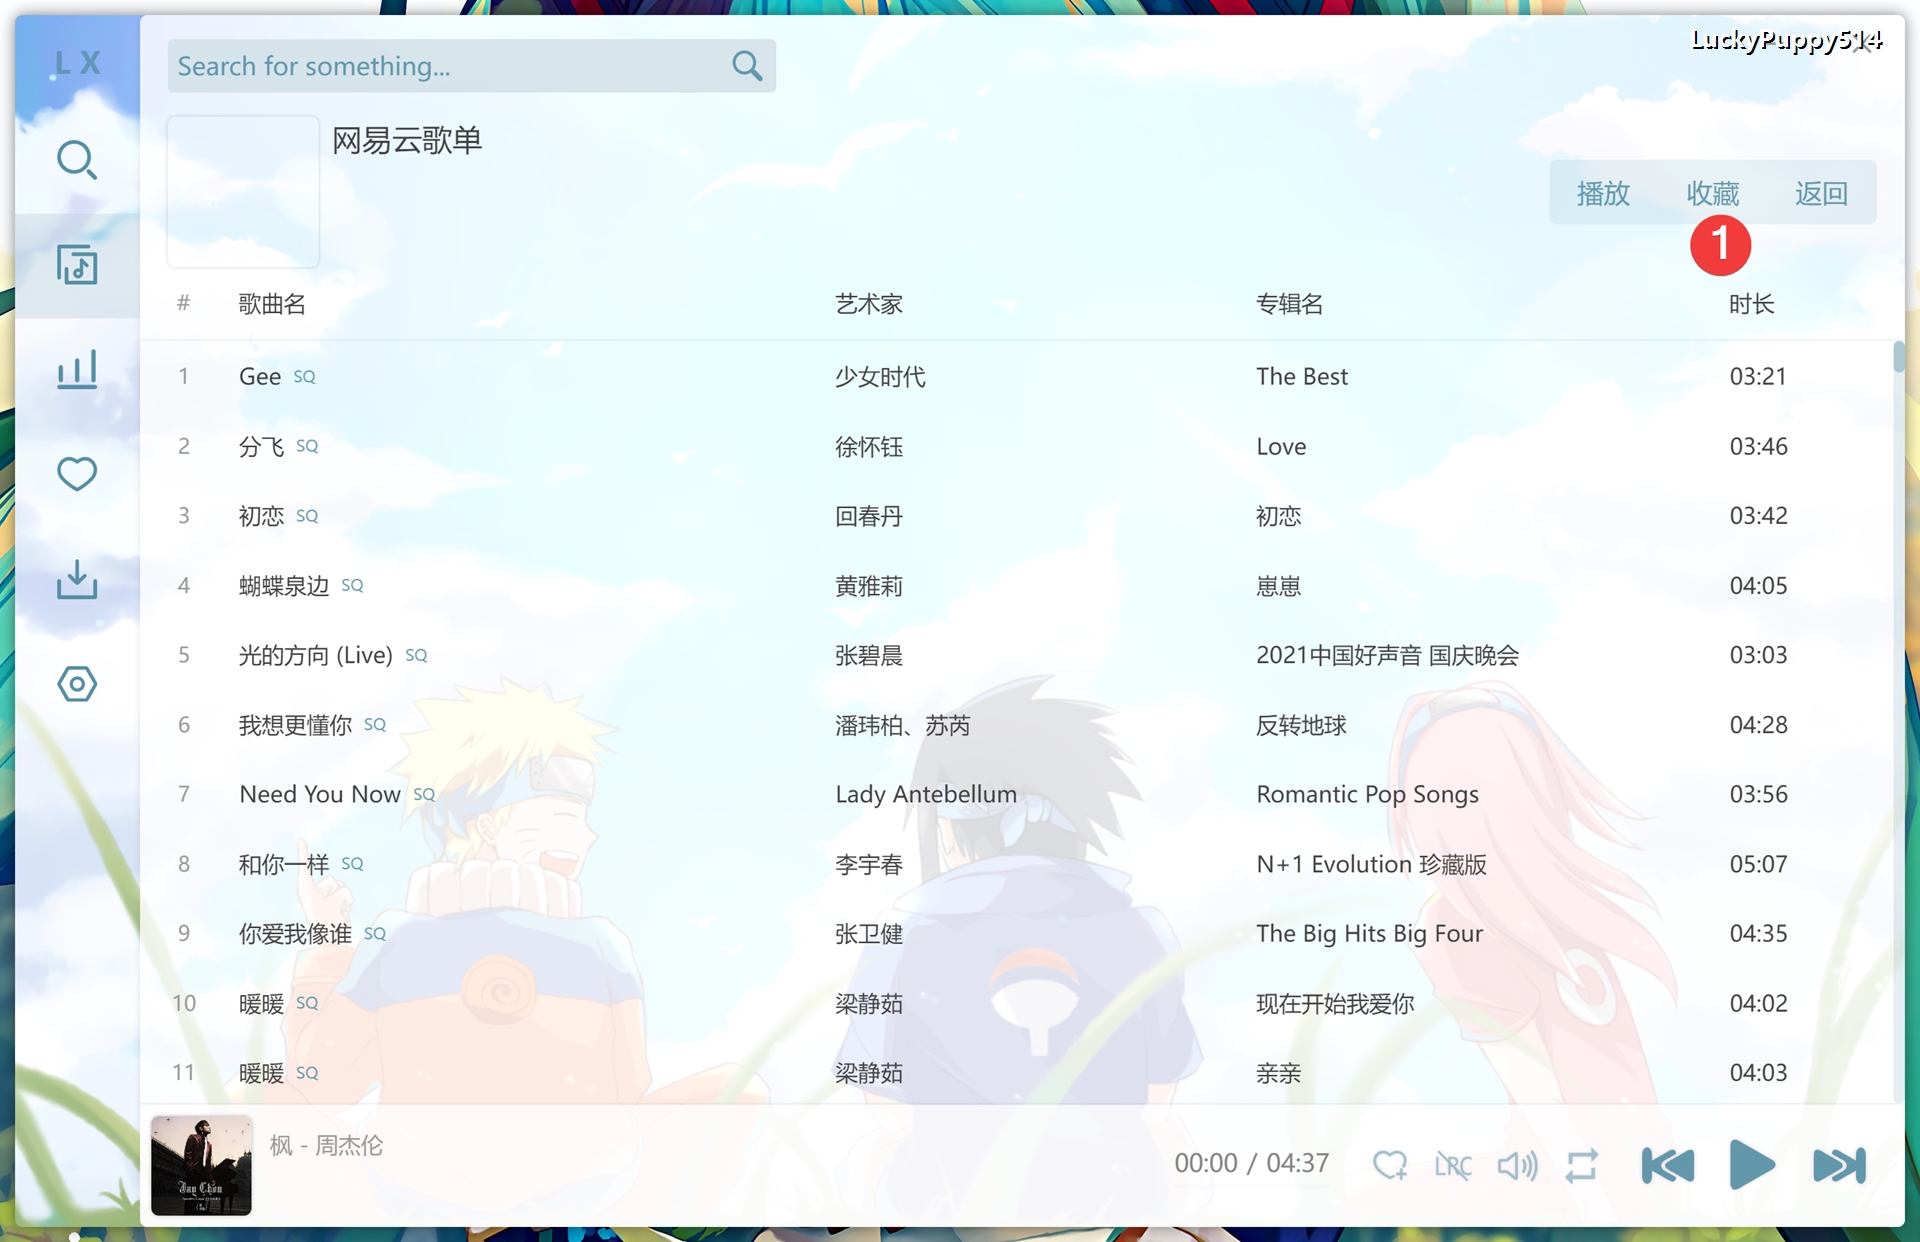 LuckyPuppy514
L X
Search for something...
网易云歌单
播放 收藏 返回
1
# 歌曲名 艺术家 专辑名 时长
1 Gee SQ 少女时代 The Best 03:21
2 分飞 SQ 徐怀钰 Love 03:46
3 初恋 SQ 回春丹 初恋 03:42
4 蝴蝶泉边 SQ 黄雅莉 崽崽 04:05
5 光的方向 (Live) SQ 张碧晨 2021中国好声音 国庆晚会 03:03
6 我想更懂你 SQ 潘玮柏、苏芮 反转地球 04:28
7 Need You Now SQ Lady Antebellum Romantic Pop Songs 03:56
8 和你一样 SQ 李宇春 N+1 Evolution 珍藏版 05:07
9 你爱我像谁 SQ 张卫健 The Big Hits Big Four 04:35
10 暖暖 SQ 梁静茹 现在开始我爱你 04:02
11 暖暖 SQ 梁静茹 亲亲 04:03
枫 - 周杰伦
Jay Chou
00:00 / 04:37
LRC